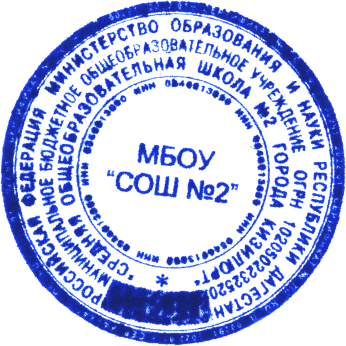 РОССИЙСКАЯ ФЕДЕРАЦИЯ МИНИСТЕРСТВО ОБРАЗОВАНИЯ И НАУКИ РЕСПУБЛИКИ ДАГЕСТАН
МУНИЦИПАЛЬНОЕ БЮДЖЕТНОЕ ОБЩЕОБРАЗОВАТЕЛЬНОЕ УЧРЕЖДЕНИЕ ОГРН 1020502232520
"СРЕДНЯЯ ОБЩЕОБРАЗОВАТЕЛЬНАЯ ШКОЛА №2 ГОРОДА КИЗИЛЮРТ"
МБОУ
"СОШ №2"
*